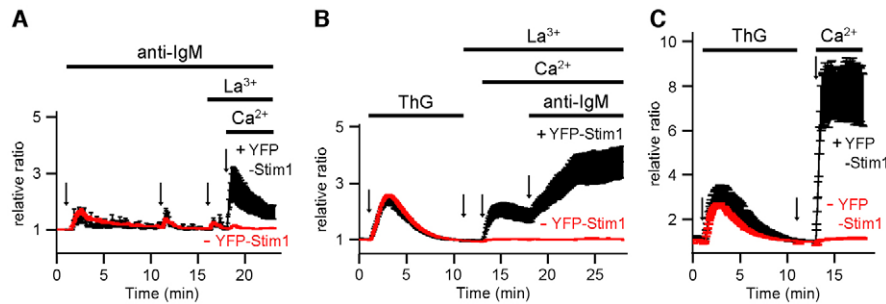 A
anti-IgM
La³⁺
Ca²⁺
+ YFP
-Stim1
− YFP-Stim1
relative ratio
5
3
1
0 5 10 15 20
Time (min)
B
La³⁺
Ca²⁺
ThG
anti-IgM
+ YFP-Stim1
− YFP-Stim1
relative ratio
5
3
1
0 5 10 15 20 25
Time (min)
C
ThG
Ca²⁺
+ YFP
-Stim1
− YFP
-Stim1
relative ratio
10
8
6
4
2
0 5 10 15
Time (min)